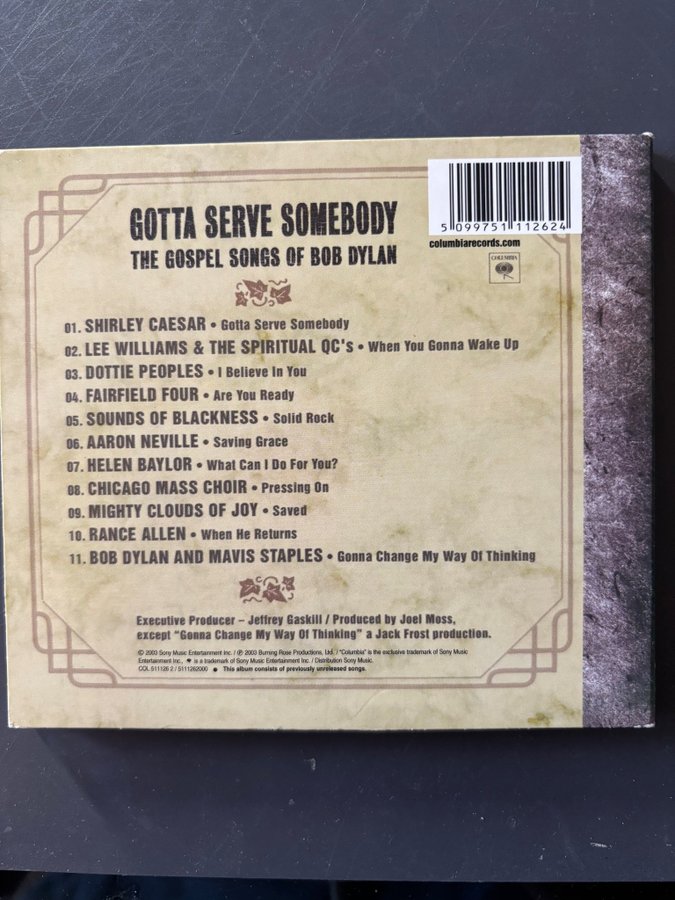 GOTTA SERVE SOMEBODY
THE GOSPEL SONGS OF BOB DYLAN
5 099751 112624
columbiarecords.com
COLUMBIA
01. SHIRLEY CAESAR • Gotta Serve Somebody
02. LEE WILLIAMS & THE SPIRITUAL QC's • When You Gonna Wake Up
03. DOTTIE PEOPLES • I Believe In You
04. FAIRFIELD FOUR • Are You Ready
05. SOUNDS OF BLACKNESS • Solid Rock
06. AARON NEVILLE • Saving Grace
07. HELEN BAYLOR • What Can I Do For You?
08. CHICAGO MASS CHOIR • Pressing On
09. MIGHTY CLOUDS OF JOY • Saved
10. RANCE ALLEN • When He Returns
11. BOB DYLAN AND MAVIS STAPLES • Gonna Change My Way Of Thinking
Executive Producer – Jeffrey Gaskill / Produced by Joel Moss,
except "Gonna Change My Way Of Thinking" a Jack Frost production.
© 2003 Sony Music Entertainment Inc. / ℗ 2003 Burning Rose Productions, Ltd. / "Columbia" is the exclusive trademark of Sony Music
Entertainment Inc., is a trademark of Sony Music Entertainment Inc. / Distribution Sony Music.
COL 511126 2 / 5111262000 ● This album consists of previously unreleased songs.